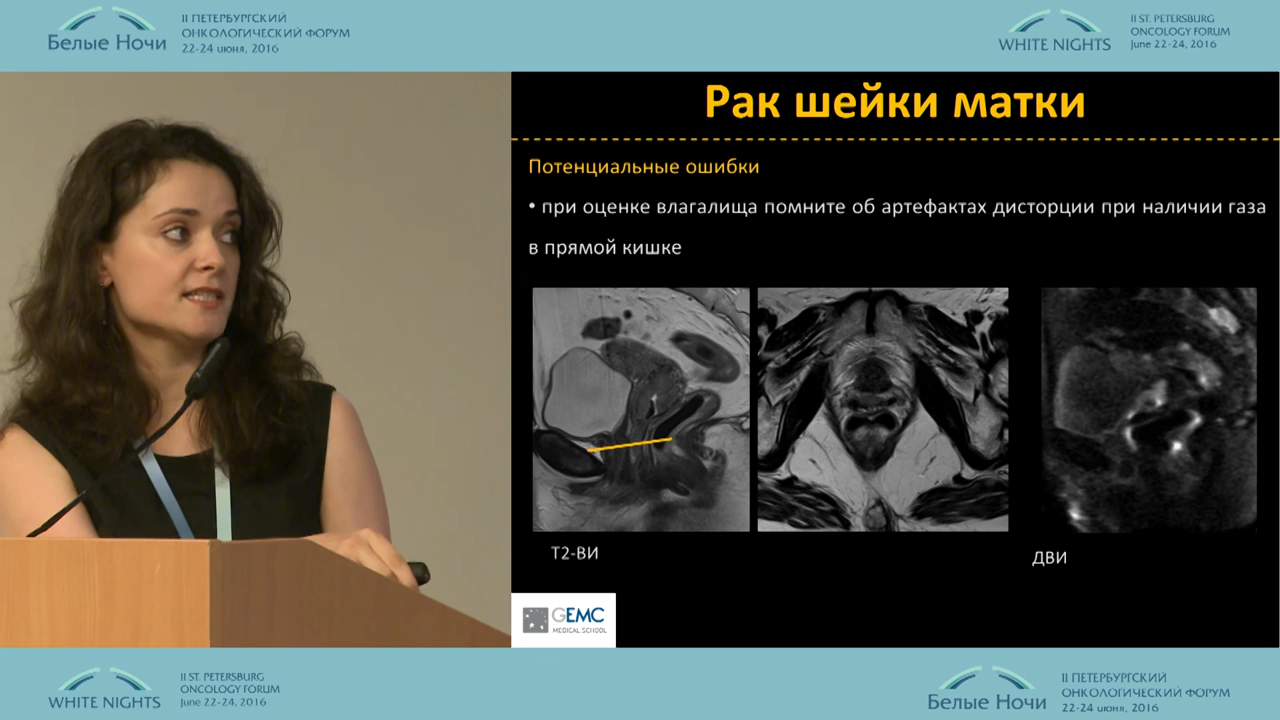 II ПЕТЕРБУРГСКИЙ
ОНКОЛОГИЧЕСКИЙ ФОРУМ
Белые Ночи
22-24 июня, 2016
II ST. PETERSBURG
ONCOLOGY FORUM
WHITE NIGHTS
June 22-24, 2016
Рак шейки матки
Потенциальные ошибки
• при оценке влагалища помните об артефактах дисторции при наличии газа
в прямой кишке
Т2-ВИ
ДВИ
GEMC
MEDICAL SCHOOL
II ST. PETERSBURG
ONCOLOGY FORUM
WHITE NIGHTS
June 22-24, 2016
II ПЕТЕРБУРГСКИЙ
ОНКОЛОГИЧЕСКИЙ ФОРУМ
Белые Ночи
22-24 июня, 2016